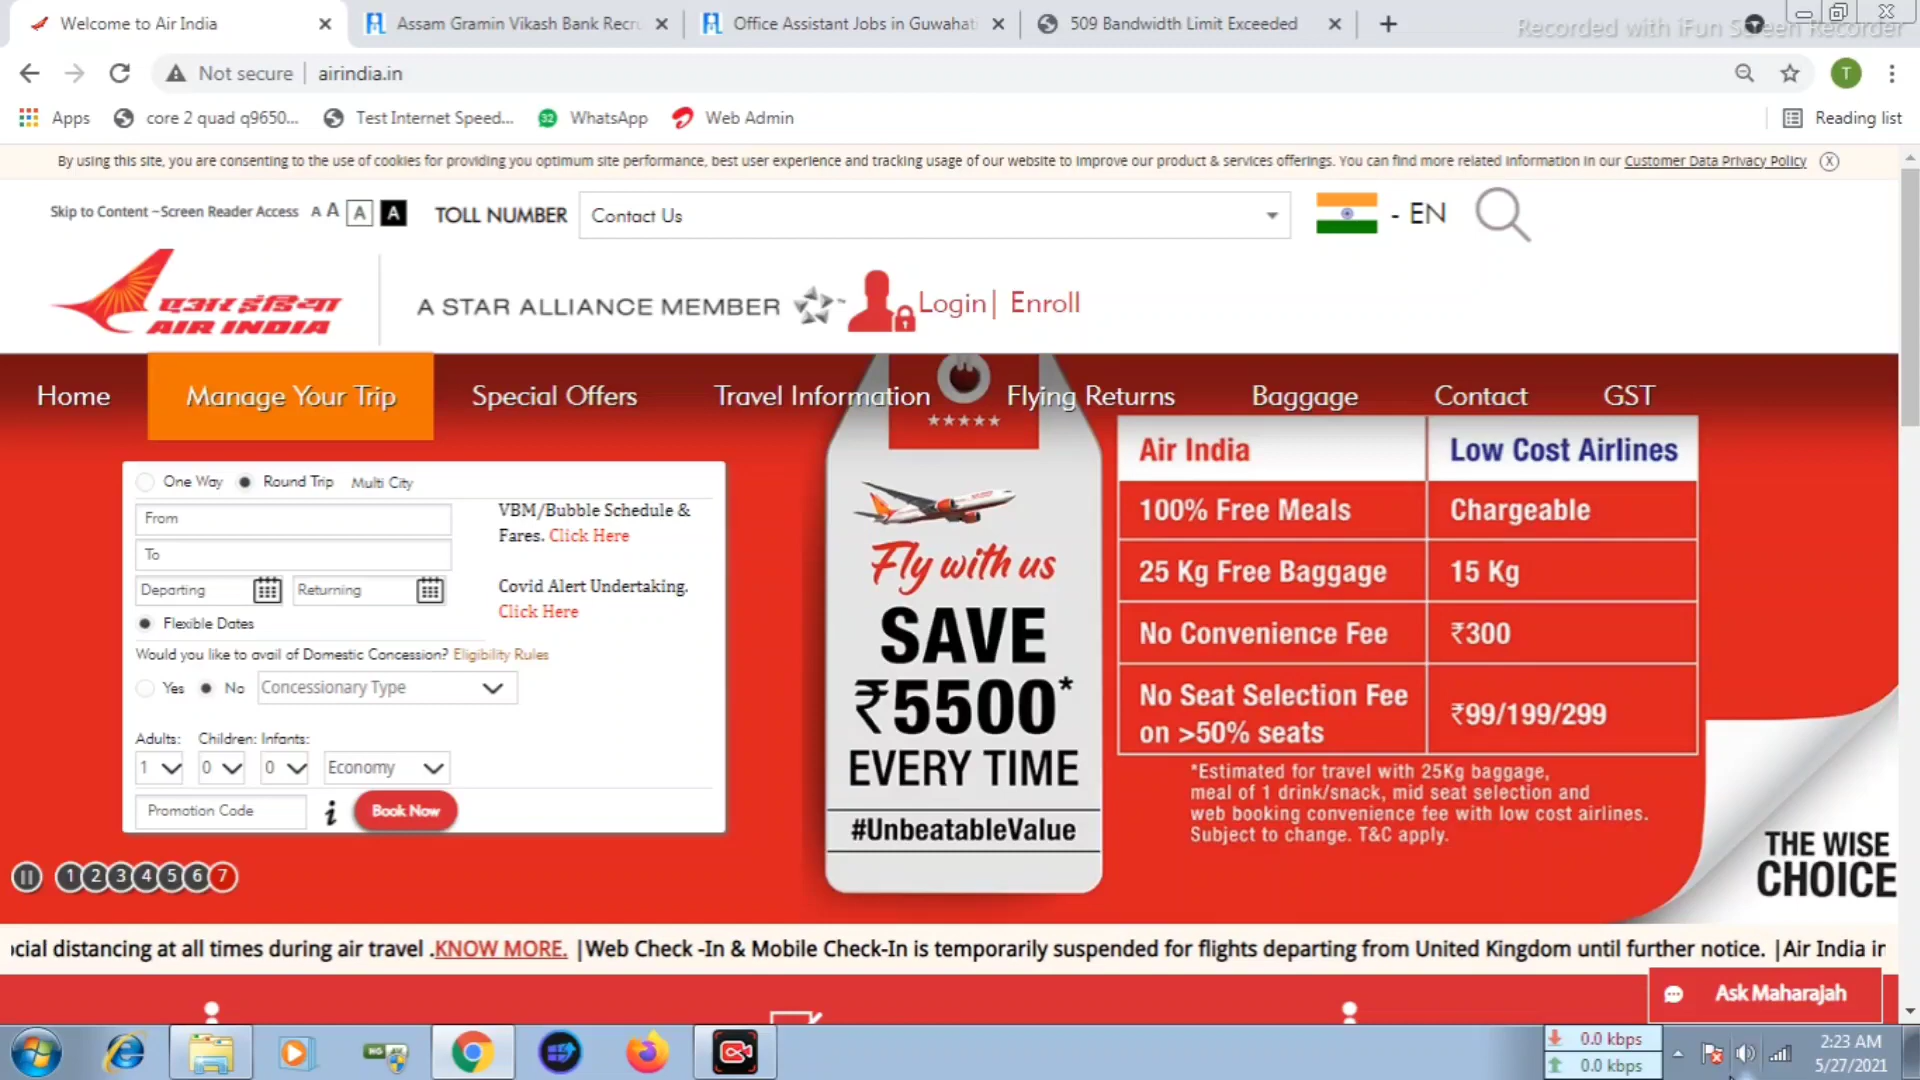 Welcome to Air India
Assam Gramin Vikash Bank Recru
Office Assistant Jobs in Guwahat
509 Bandwidth Limit Exceeded
Recorded with iFun Screen Recorder
Not secure
airindia.in
T
Apps
core 2 quad q9650...
Test Internet Speed...
32
WhatsApp
Web Admin
Reading list
By using this site, you are consenting to the use of cookies for providing you optimum site performance, best user experience and tracking usage of our website to improve our product & services offerings. You can find more related information in our Customer Data Privacy Policy X
Skip to Content -Screen Reader Access A A A A
TOLL NUMBER
Contact Us
- EN
एअर इंडिया
AIR INDIA
A STAR ALLIANCE MEMBER
Login| Enroll
Home
Manage Your Trip
Special Offers
Travel Information
Flying Returns
Baggage
Contact
GST
One Way
Round Trip
Multi City
From
To
Departing
Returning
Flexible Dates
VBM/Bubble Schedule &
Fares. Click Here
Covid Alert Undertaking.
Click Here
Would you like to avail of Domestic Concession? Eligibility Rules
Yes
No
Concessionary Type
Adults: Children: Infants:
1
0
0
Economy
Promotion Code
i
Book Now
Fly with us
SAVE
₹5500*
EVERY TIME
#UnbeatableValue
Air India
Low Cost Airlines
100% Free Meals
Chargeable
25 Kg Free Baggage
15 Kg
No Convenience Fee
₹300
No Seat Selection Fee
on >50% seats
₹99/199/299
*Estimated for travel with 25Kg baggage,
meal of 1 drink/snack, mid seat selection and
web booking convenience fee with low cost airlines.
Subject to change. T&C apply.
THE WISE
CHOICE
1 2 3 4 5 6 7
cial distancing at all times during air travel .KNOW MORE. |Web Check -In & Mobile Check-In is temporarily suspended for flights departing from United Kingdom until further notice. |Air India in
Ask Maharajah
0.0 kbps
0.0 kbps
2:23 AM
5/27/2021